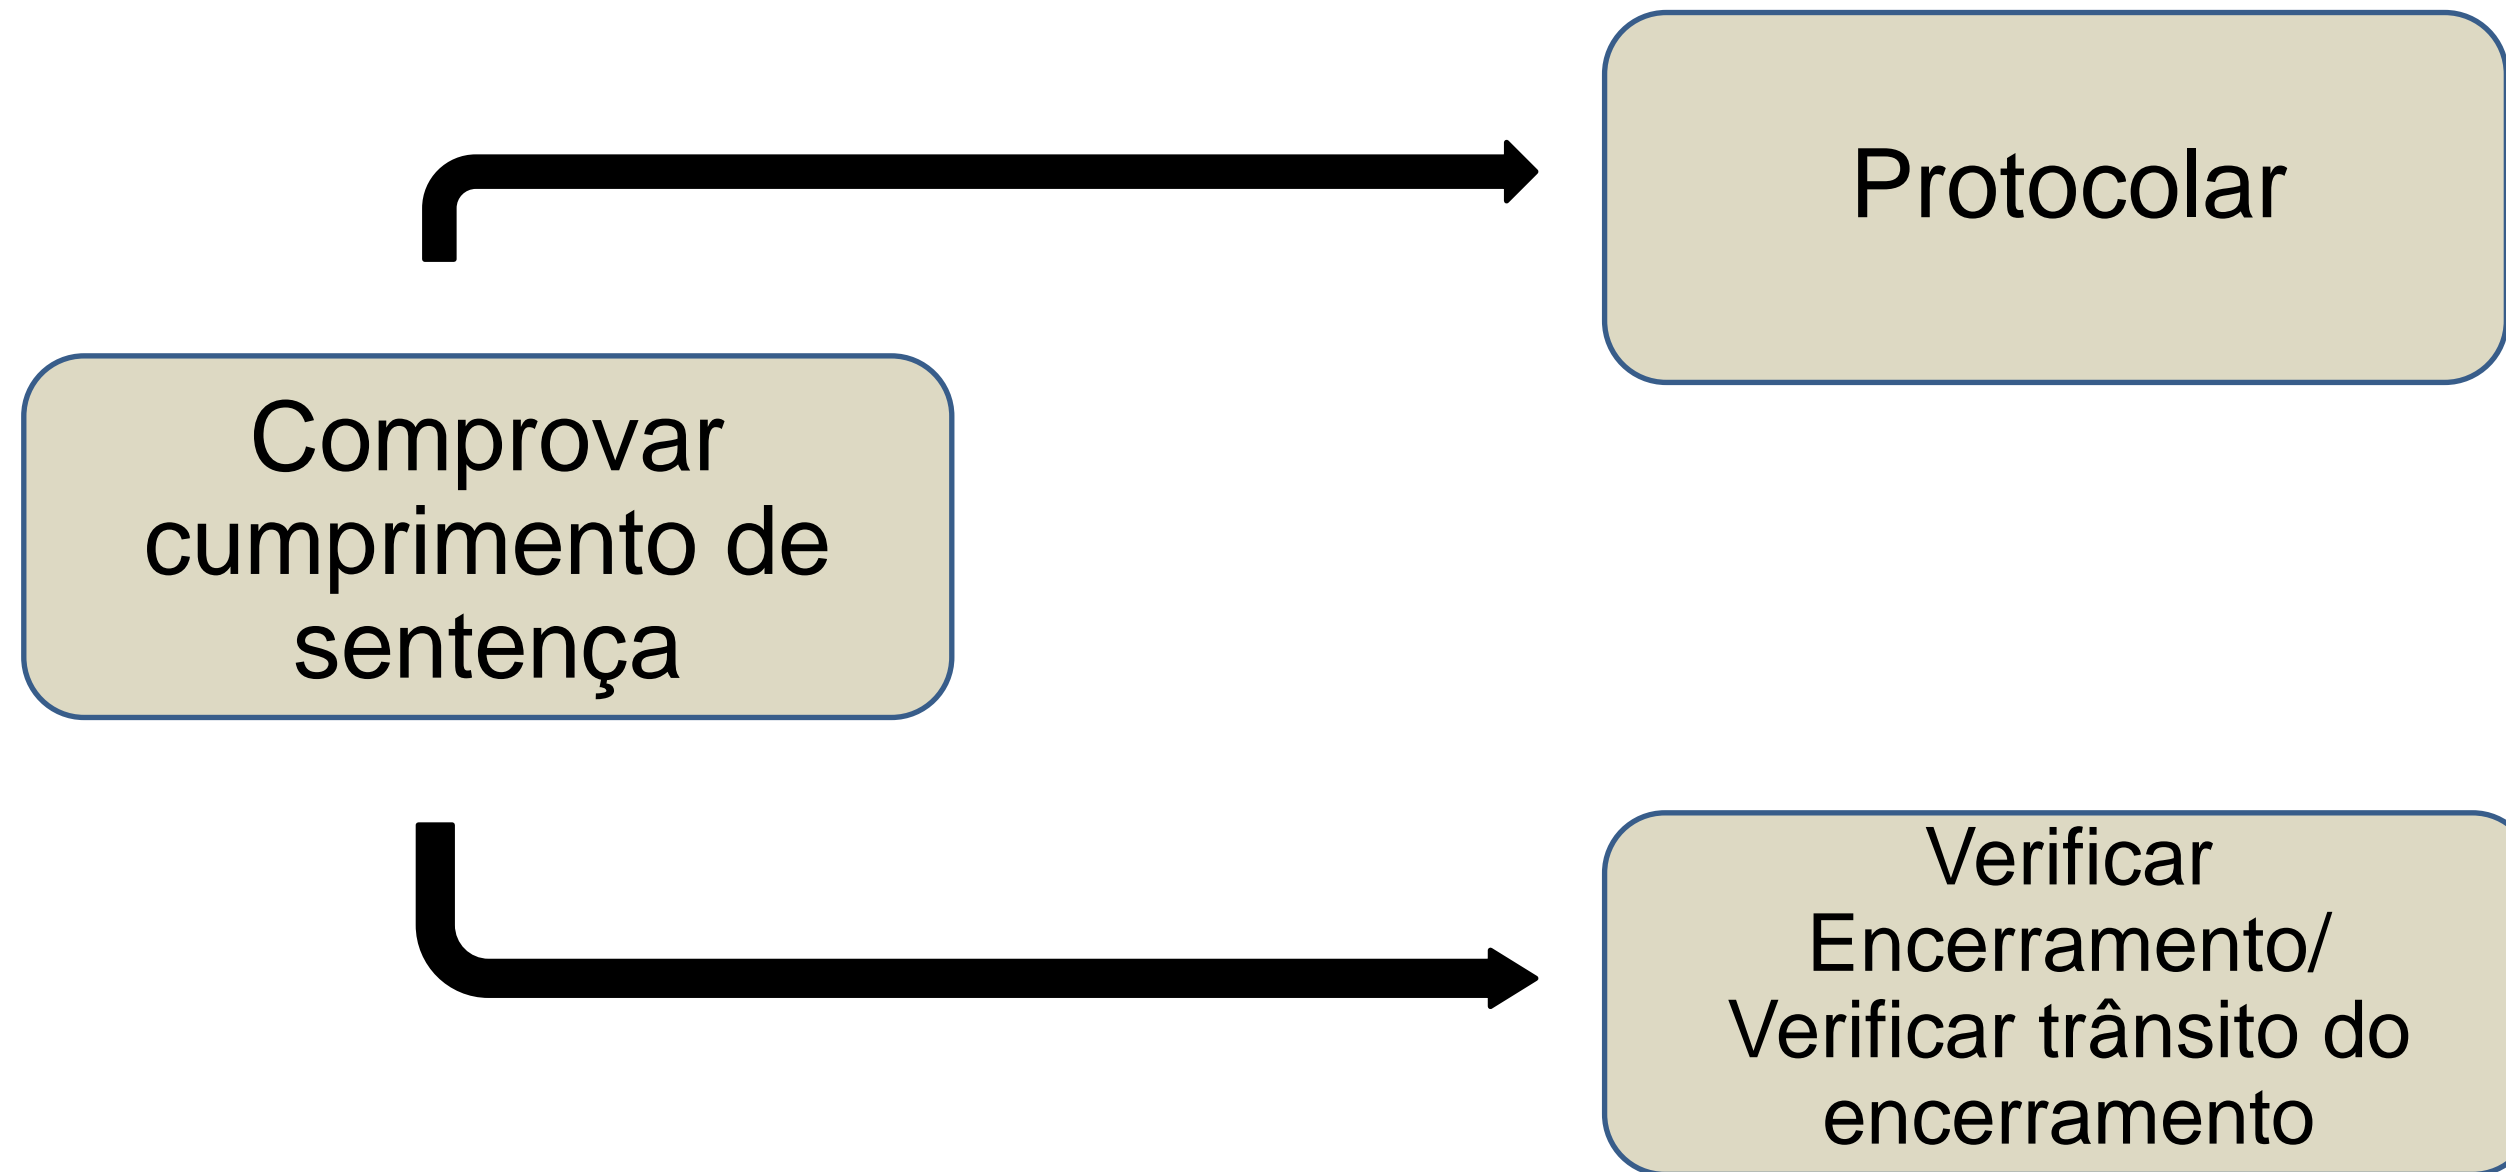 Protocolar
Comprovar
cumprimento de
sentença
Verificar
Encerramento/
Verificar trânsito do
encerramento